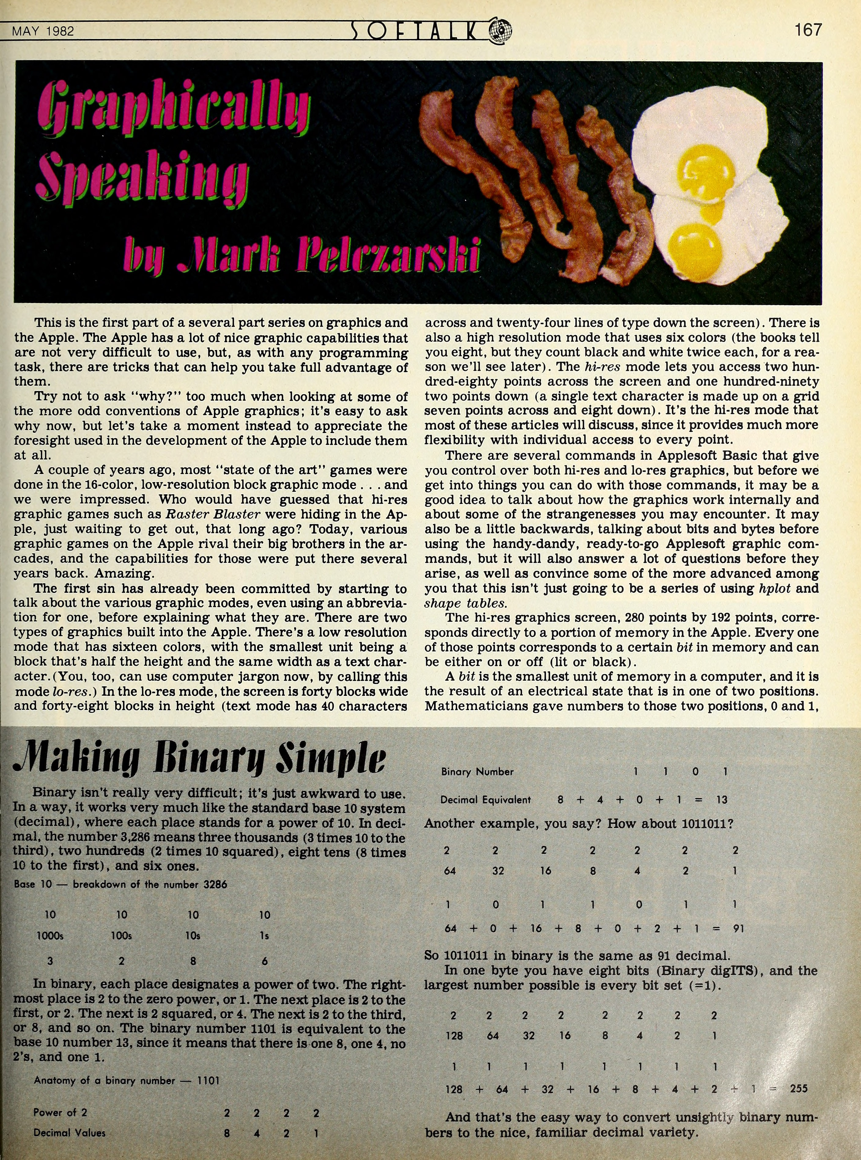 MAY 1982
SOFTALK
167
Graphically
Speaking
by Mark Pelczarski
This is the first part of a several part series on graphics and
the Apple. The Apple has a lot of nice graphic capabilities that
are not very difficult to use, but, as with any programming
task, there are tricks that can help you take full advantage of
them.
Try not to ask "why?" too much when looking at some of
the more odd conventions of Apple graphics; it's easy to ask
why now, but let's take a moment instead to appreciate the
foresight used in the development of the Apple to include them
at all.
A couple of years ago, most "state of the art" games were
done in the 16-color, low-resolution block graphic mode . . . and
we were impressed. Who would have guessed that hi-res
graphic games such as Raster Blaster were hiding in the Ap-
ple, just waiting to get out, that long ago? Today, various
graphic games on the Apple rival their big brothers in the ar-
cades, and the capabilities for those were put there several
years back. Amazing.
The first sin has already been committed by starting to
talk about the various graphic modes, even using an abbrevia-
tion for one, before explaining what they are. There are two
types of graphics built into the Apple. There's a low resolution
mode that has sixteen colors, with the smallest unit being a
block that's half the height and the same width as a text char-
acter. (You, too, can use computer jargon now, by calling this
mode lo-res.) In the lo-res mode, the screen is forty blocks wide
and forty-eight blocks in height (text mode has 40 characters
across and twenty-four lines of type down the screen). There is
also a high resolution mode that uses six colors (the books tell
you eight, but they count black and white twice each, for a rea-
son we'll see later). The hi-res mode lets you access two hun-
dred-eighty points across the screen and one hundred-ninety
two points down (a single text character is made up on a grid
seven points across and eight down). It's the hi-res mode that
most of these articles will discuss, since it provides much more
flexibility with individual access to every point.
There are several commands in Applesoft Basic that give
you control over both hi-res and lo-res graphics, but before we
get into things you can do with those commands, it may be a
good idea to talk about how the graphics work internally and
about some of the strangenesses you may encounter. It may
also be a little backwards, talking about bits and bytes before
using the handy-dandy, ready-to-go Applesoft graphic com-
mands, but it will also answer a lot of questions before they
arise, as well as convince some of the more advanced among
you that this isn't just going to be a series of using hplot and
shape tables.
The hi-res graphics screen, 280 points by 192 points, corre-
sponds directly to a portion of memory in the Apple. Every one
of those points corresponds to a certain bit in memory and can
be either on or off (lit or black).
A bit is the smallest unit of memory in a computer, and it is
the result of an electrical state that is in one of two positions.
Mathematicians gave numbers to those two positions, 0 and 1,
Making Binary Simple
Binary isn't really very difficult; it's just awkward to use.
In a way, it works very much like the standard base 10 system
(decimal), where each place stands for a power of 10. In deci-
mal, the number 3,286 means three thousands (3 times 10 to the
third), two hundreds (2 times 10 squared), eight tens (8 times
10 to the first), and six ones.
Base 10 — breakdown of the number 3286
10 10 10 10
1000s 100s 10s 1s
3 2 8 6
In binary, each place designates a power of two. The right-
most place is 2 to the zero power, or 1. The next place is 2 to the
first, or 2. The next is 2 squared, or 4. The next is 2 to the third,
or 8, and so on. The binary number 1101 is equivalent to the
base 10 number 13, since it means that there is one 8, one 4, no
2's, and one 1.
Anatomy of a binary number — 1101
Power of 2 2 2 2 2
Decimal Values 8 4 2 1
Binary Number 1 1 0 1
Decimal Equivalent 8 + 4 + 0 + 1 = 13
Another example, you say? How about 1011011?
2 2 2 2 2 2 2
64 32 16 8 4 2 1
1 0 1 1 0 1 1
64 + 0 + 16 + 8 + 0 + 2 + 1 = 91
So 1011011 in binary is the same as 91 decimal.
In one byte you have eight bits (Binary digITS), and the
largest number possible is every bit set (=1).
2 2 2 2 2 2 2 2
128 64 32 16 8 4 2 1
1 1 1 1 1 1 1 1
128 + 64 + 32 + 16 + 8 + 4 + 2 + 1 = 255
And that's the easy way to convert unsightly binary num-
bers to the nice, familiar decimal variety.